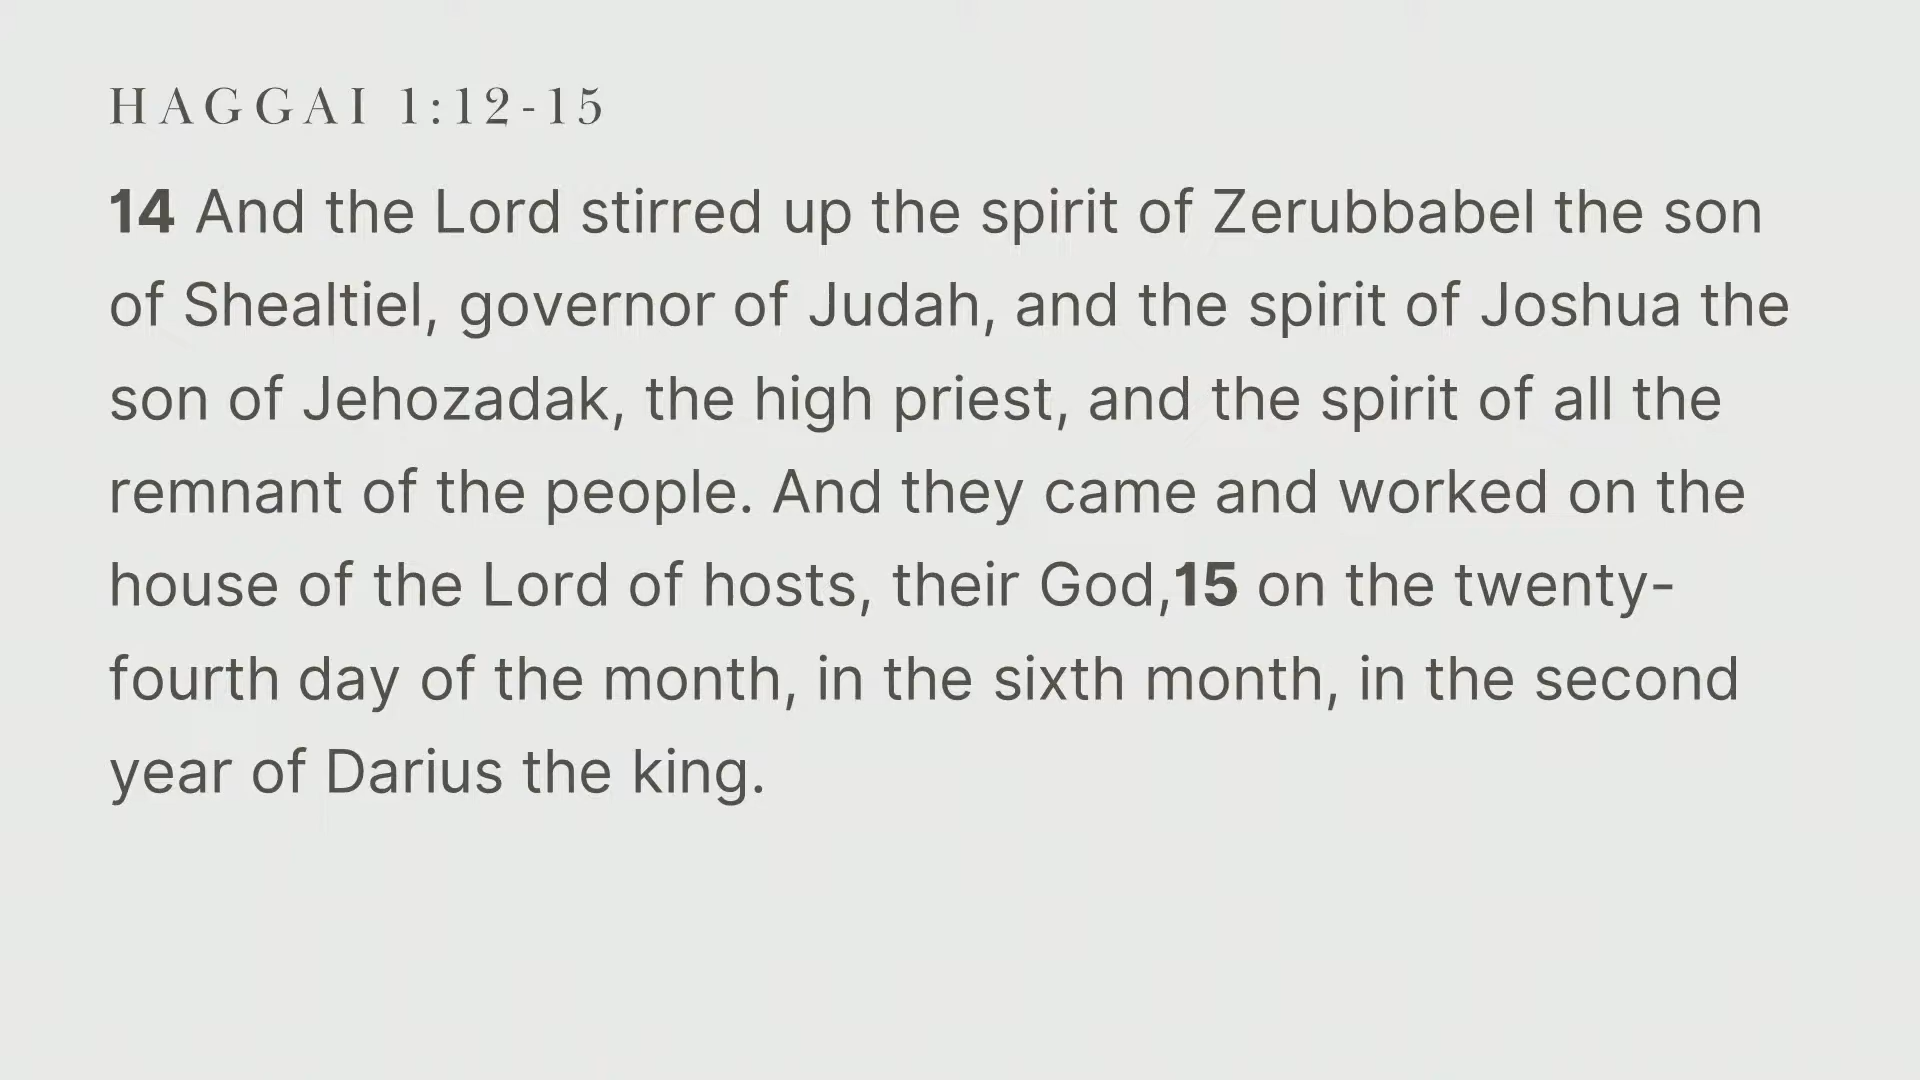 HAGGAI 1:12-15
14 And the Lord stirred up the spirit of Zerubbabel the son
of Shealtiel, governor of Judah, and the spirit of Joshua the
son of Jehozadak, the high priest, and the spirit of all the
remnant of the people. And they came and worked on the
house of the Lord of hosts, their God,15 on the twenty-
fourth day of the month, in the sixth month, in the second
year of Darius the king.